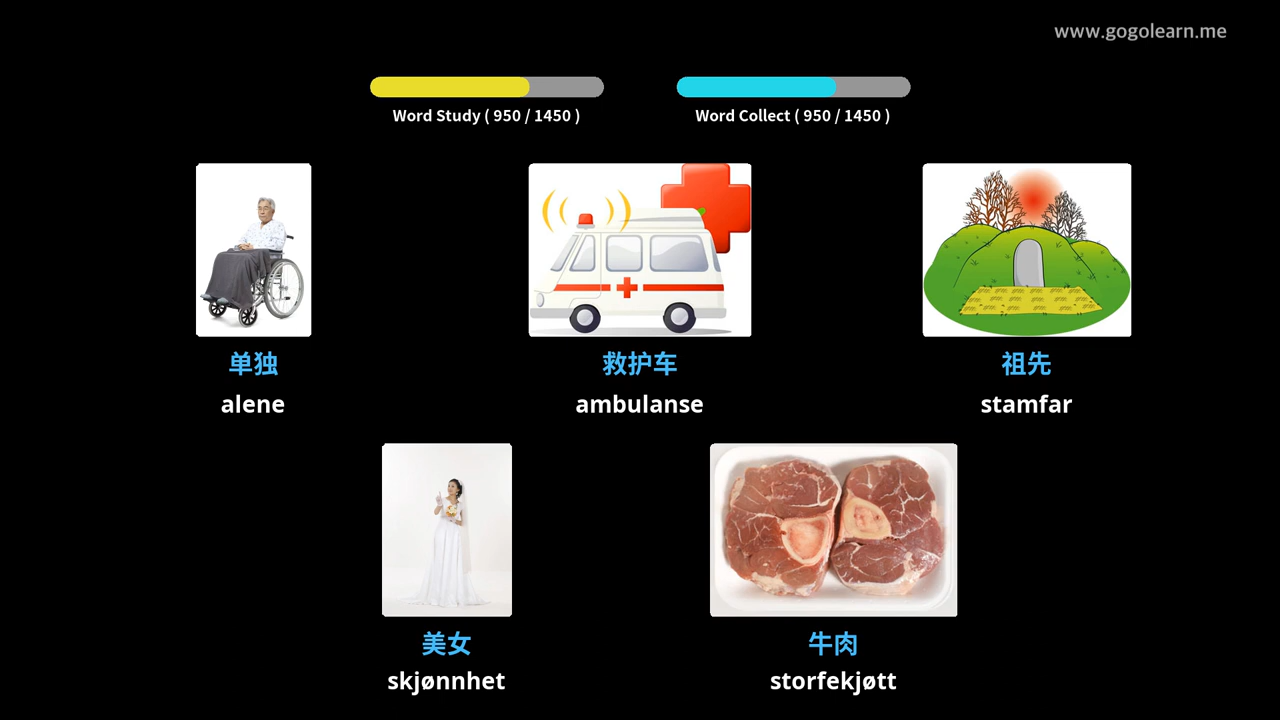 www.gogolearn.me
Word Study ( 950 / 1450 )
Word Collect ( 950 / 1450 )
单独
救护车
祖先
alene
ambulanse
stamfar
美女
牛肉
skjønnhet
storfekjøtt